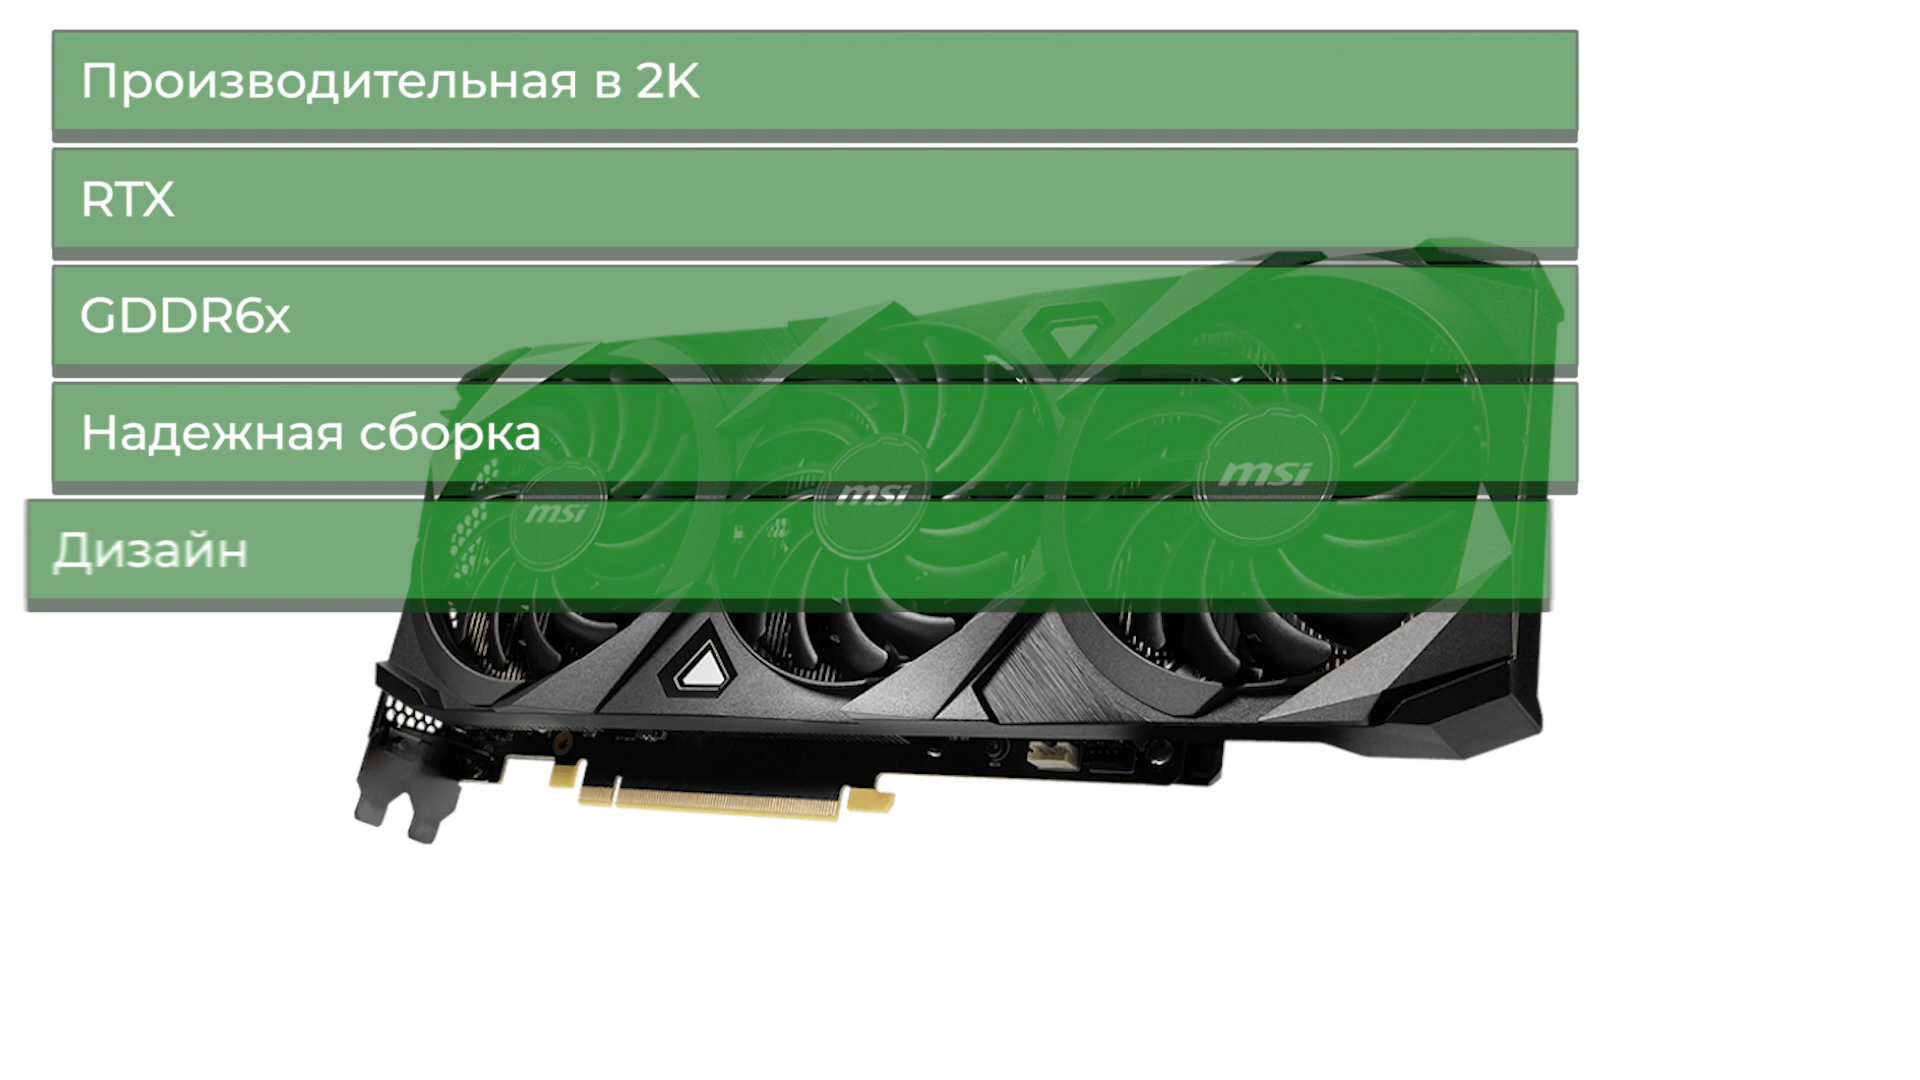 Производительная в 2K
RTX
GDDR6x
Надежная сборка
Дизайн
msi
msi
msi